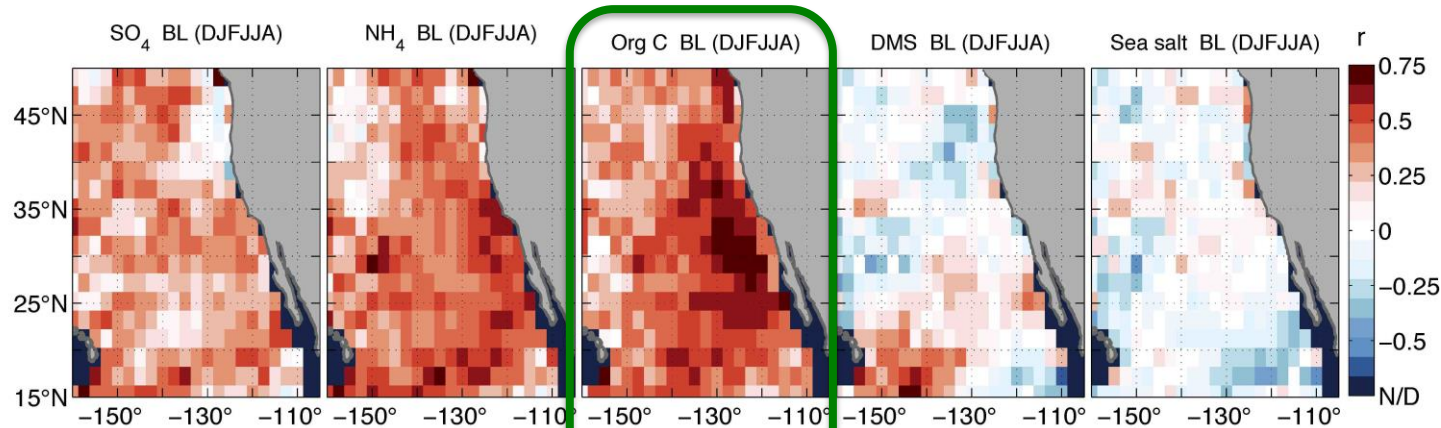 SO4 BL (DJFJJA)
NH4 BL (DJFJJA)
Org C BL (DJFJJA)
DMS BL (DJFJJA)
Sea salt BL (DJFJJA)
r
45°N
35°N
25°N
15°N
−150° −130° −110°
−150° −130° −110°
−150° −130° −110°
−150° −130° −110°
−150° −130° −110°
0.75
0.5
0.25
0
−0.25
−0.5
N/D